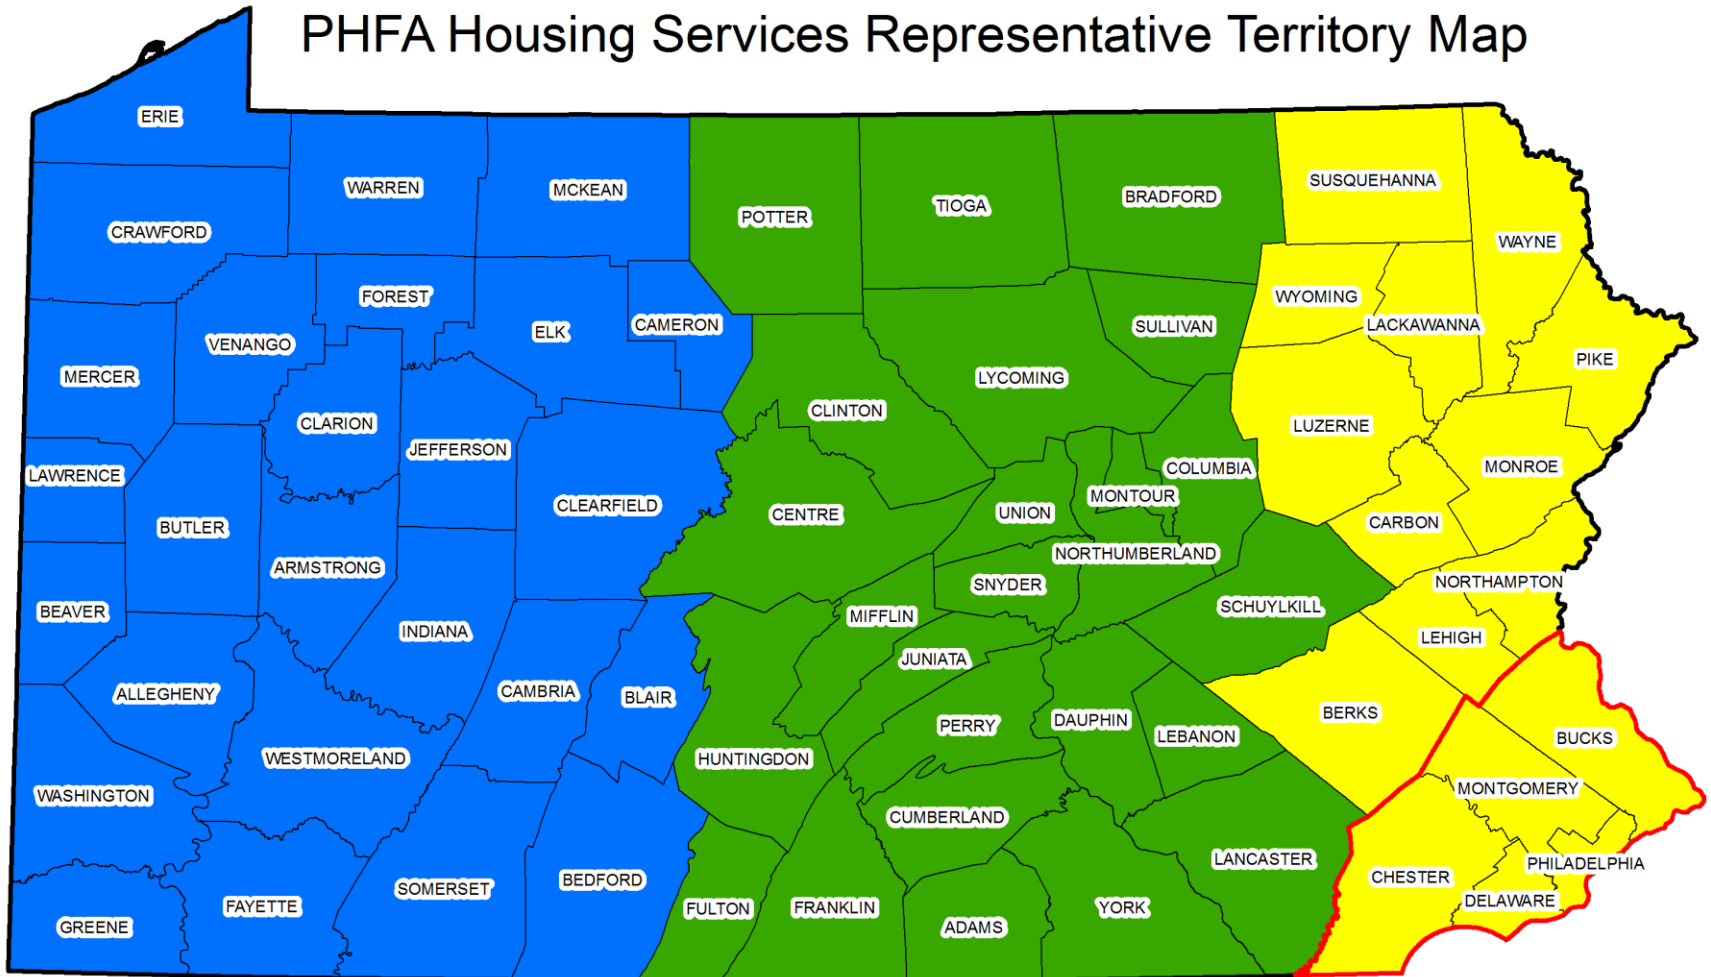 PHFA Housing Services Representative Territory Map
ERIE
WARREN
MCKEAN
POTTER
TIOGA
BRADFORD
SUSQUEHANNA
WAYNE
CRAWFORD
FOREST
ELK
CAMERON
SULLIVAN
WYOMING
LACKAWANNA
PIKE
MERCER
VENANGO
CLARION
JEFFERSON
CLINTON
LYCOMING
COLUMBIA
LUZERNE
MONROE
LAWRENCE
BUTLER
ARMSTRONG
CLEARFIELD
CENTRE
UNION
MONTOUR
NORTHUMBERLAND
CARBON
BEAVER
INDIANA
MIFFLIN
SNYDER
SCHUYLKILL
NORTHAMPTON
LEHIGH
ALLEGHENY
CAMBRIA
BLAIR
JUNIATA
PERRY
DAUPHIN
LEBANON
BERKS
BUCKS
WASHINGTON
WESTMORELAND
HUNTINGDON
CUMBERLAND
LANCASTER
MONTGOMERY
PHILADELPHIA
CHESTER
DELAWARE
GREENE
FAYETTE
SOMERSET
BEDFORD
FULTON
FRANKLIN
ADAMS
YORK